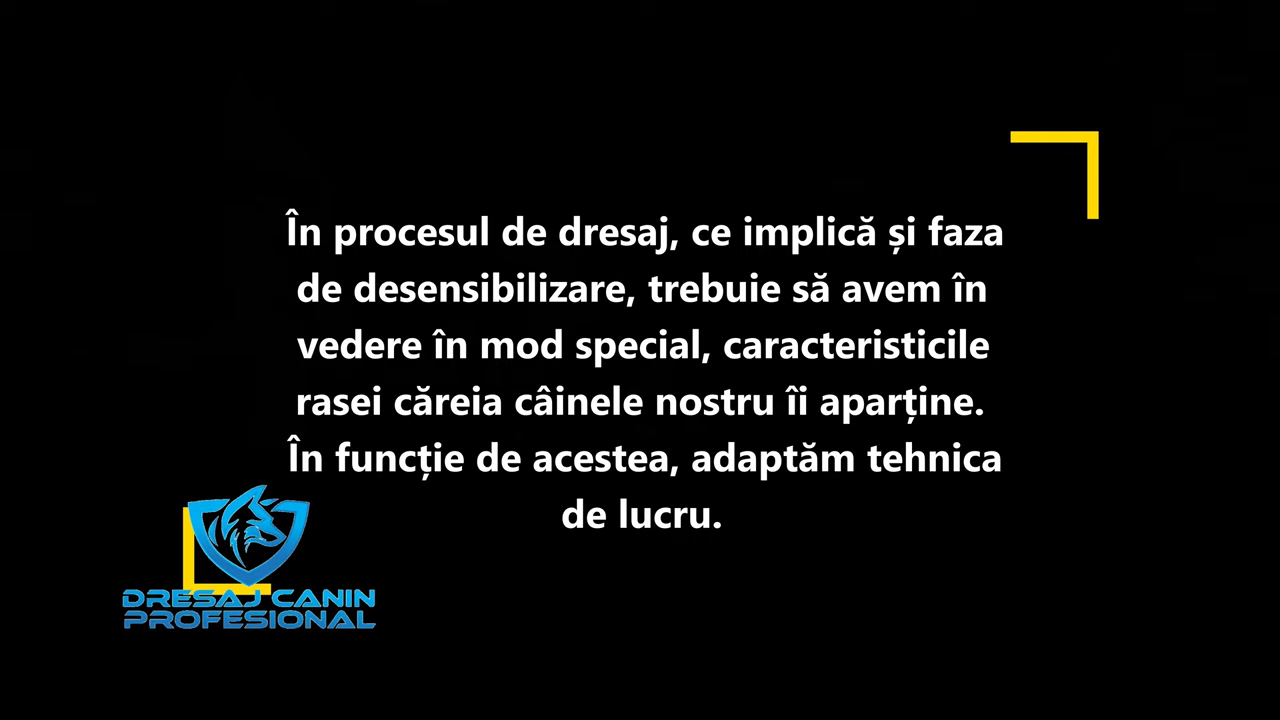 În procesul de dresaj, ce implică și faza
de desensibilizare, trebuie să avem în
vedere în mod special, caracteristicile
rasei căreia câinele nostru îi aparține.
În funcție de acestea, adaptăm tehnica
de lucru.
DRESAJ CANIN
PROFESIONAL